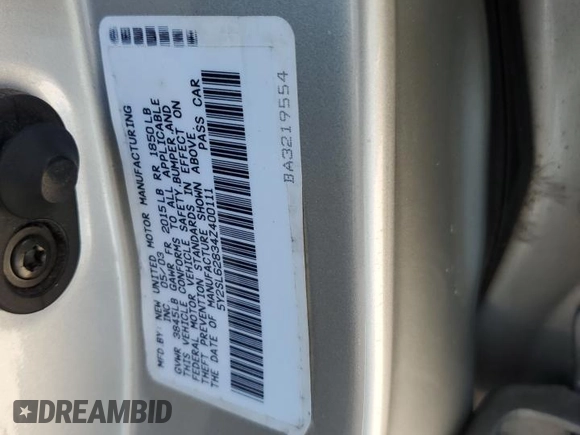 MFD.BY: NEW UNITED MOTOR MANUFACTURING
INC 05/03
GVWR 3845LB GAWR FR 2015LB RR 1850LB
THIS VEHICLE CONFORMS TO ALL APPLICABLE
FEDERAL MOTOR VEHICLE SAFETY,BUMPER,AND
THEFT PREVENTION STANDARDS IN EFFECT ON
THE DATE OF MANUFACTURE SHOWN ABOVE.
5Y2SL62834Z400111 PASS CAR
BA3219554
DREAMBID